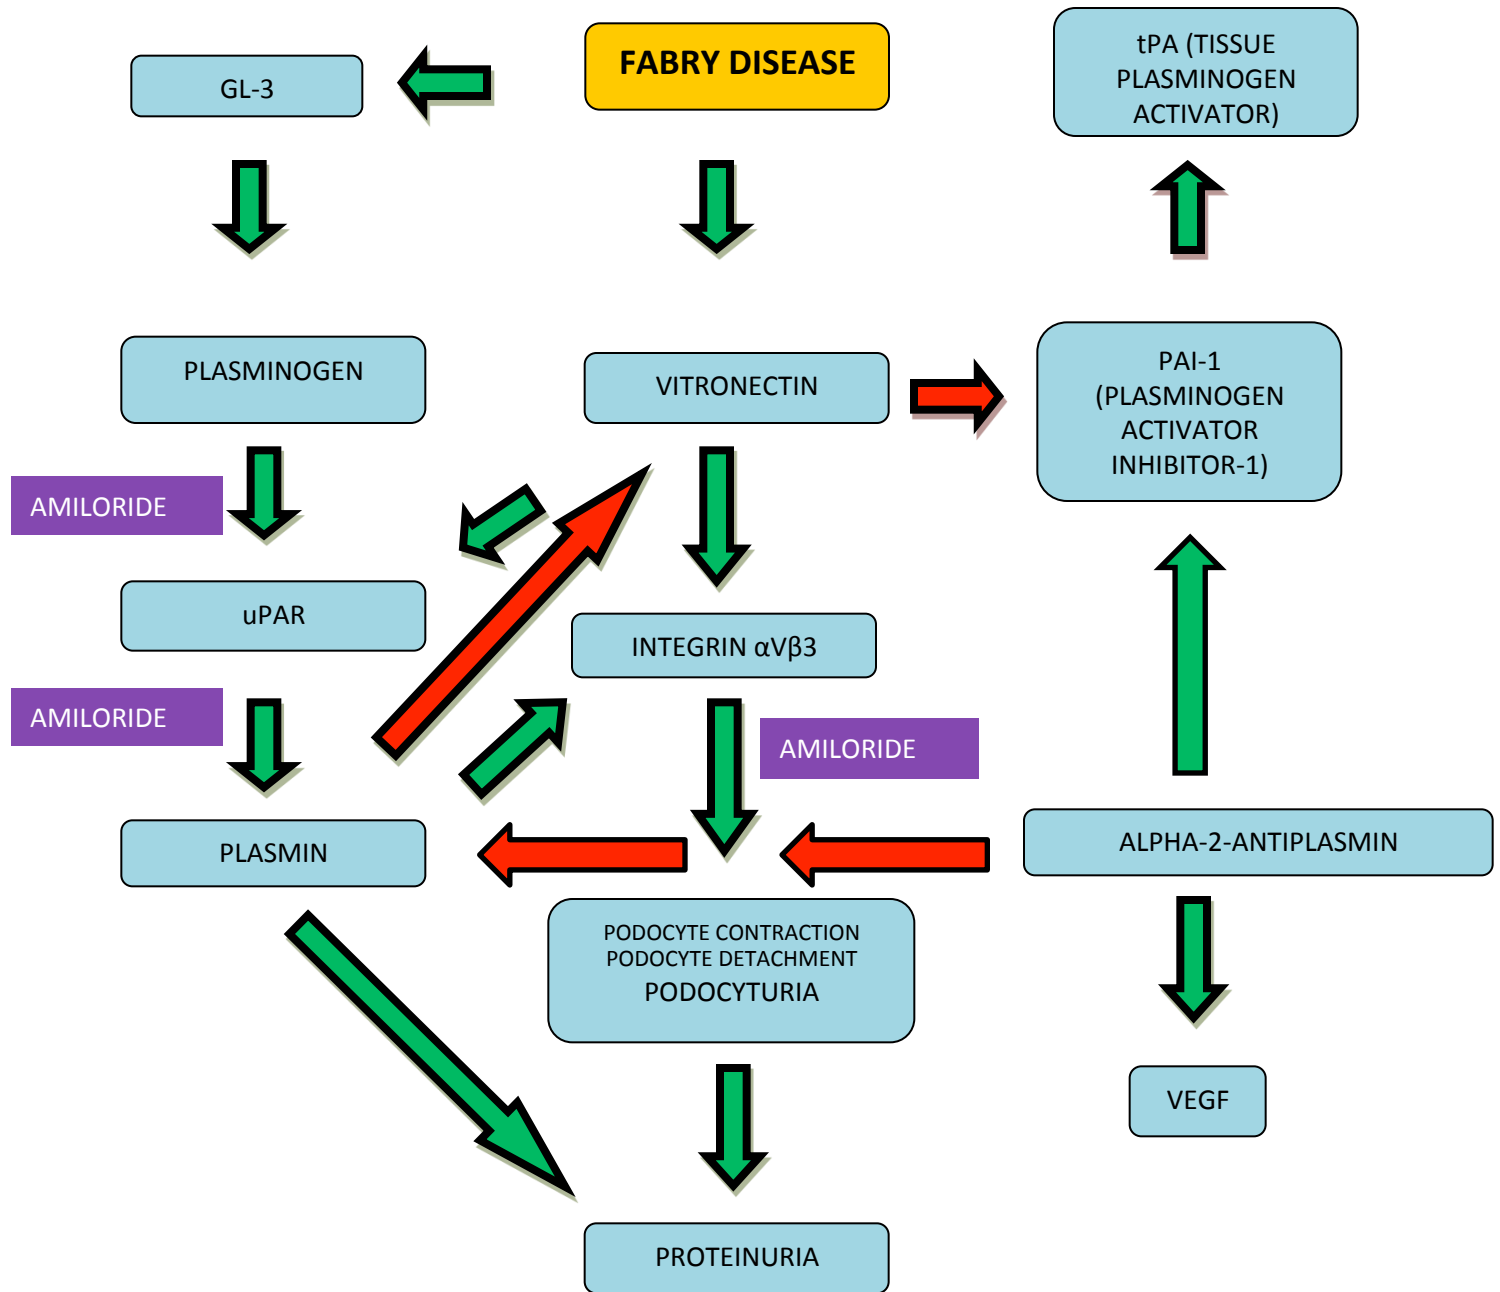 GL-3
FABRY DISEASE
tPA (TISSUE
PLASMINOGEN
ACTIVATOR)
PLASMINOGEN
VITRONECTIN
PAI-1
(PLASMINOGEN
ACTIVATOR
INHIBITOR-1)
AMILORIDE
uPAR
INTEGRIN αVβ3
AMILORIDE
AMILORIDE
PLASMIN
ALPHA-2-ANTIPLASMIN
PODOCYTE CONTRACTION
PODOCYTE DETACHMENT
PODOCYTURIA
VEGF
PROTEINURIA